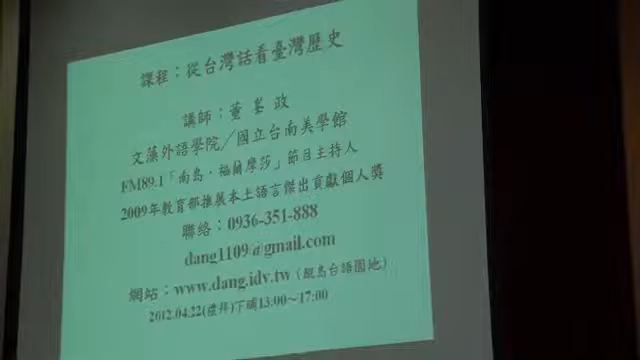 課程：從台灣話看臺灣歷史
講師：董峯政
文藻外語學院／國立台南美學館
FM89.1「南島．福爾摩莎」節目主持人
2009年教育部推展本土語言傑出貢獻個人獎
聯絡：0936-351-888
dang1109@gmail.com
網站：www.dang.idv.tw（鯤島台語園地）
2012.04.22(禮拜)下晡13:00～17:00